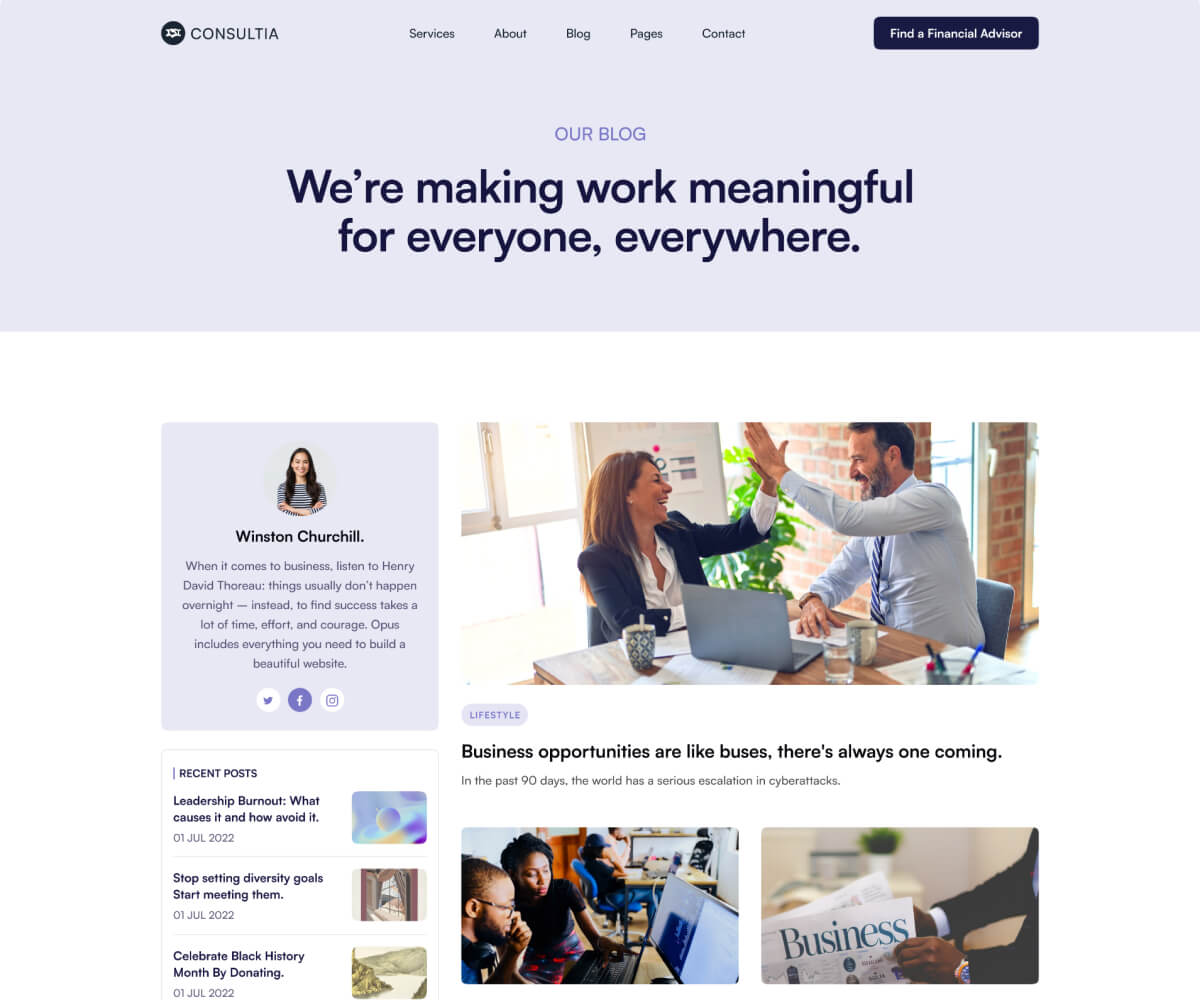 CONSULTIA
Services
About
Blog
Pages
Contact
Find a Financial Advisor
OUR BLOG
We’re making work meaningful
for everyone, everywhere.
Winston Churchill.
When it comes to business, listen to Henry
David Thoreau: things usually don’t happen
overnight — instead, to find success takes a
lot of time, effort, and courage. Opus
includes everything you need to build a
beautiful website.
RECENT POSTS
Leadership Burnout: What
causes it and how avoid it.
01 JUL 2022
Stop setting diversity goals
Start meeting them.
01 JUL 2022
Celebrate Black History
Month By Donating.
01 JUL 2022
LIFESTYLE
Business opportunities are like buses, there's always one coming.
In the past 90 days, the world has a serious escalation in cyberattacks.
Business